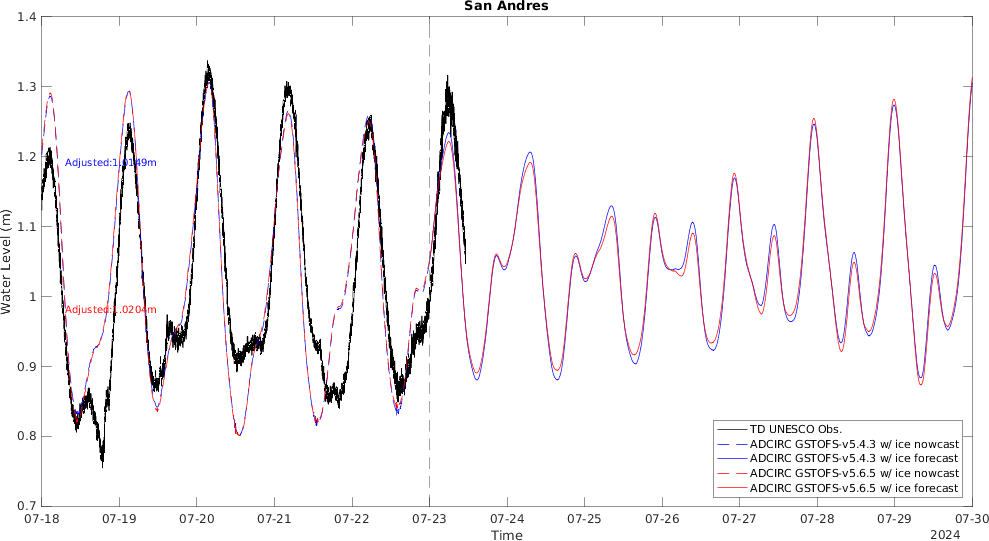 San Andres
1.4
1.3
1.2
1.1
1
0.9
0.8
0.7
Water Level (m)
Adjusted:1.0149m
Adjusted:1.0204m
TD UNESCO Obs.
ADCIRC GSTOFS-v5.4.3 w/ ice nowcast
ADCIRC GSTOFS-v5.4.3 w/ ice forecast
ADCIRC GSTOFS-v5.6.5 w/ ice nowcast
ADCIRC GSTOFS-v5.6.5 w/ ice forecast
07-18 07-19 07-20 07-21 07-22 07-23 07-24 07-25 07-26 07-27 07-28 07-29 07-30
Time
2024